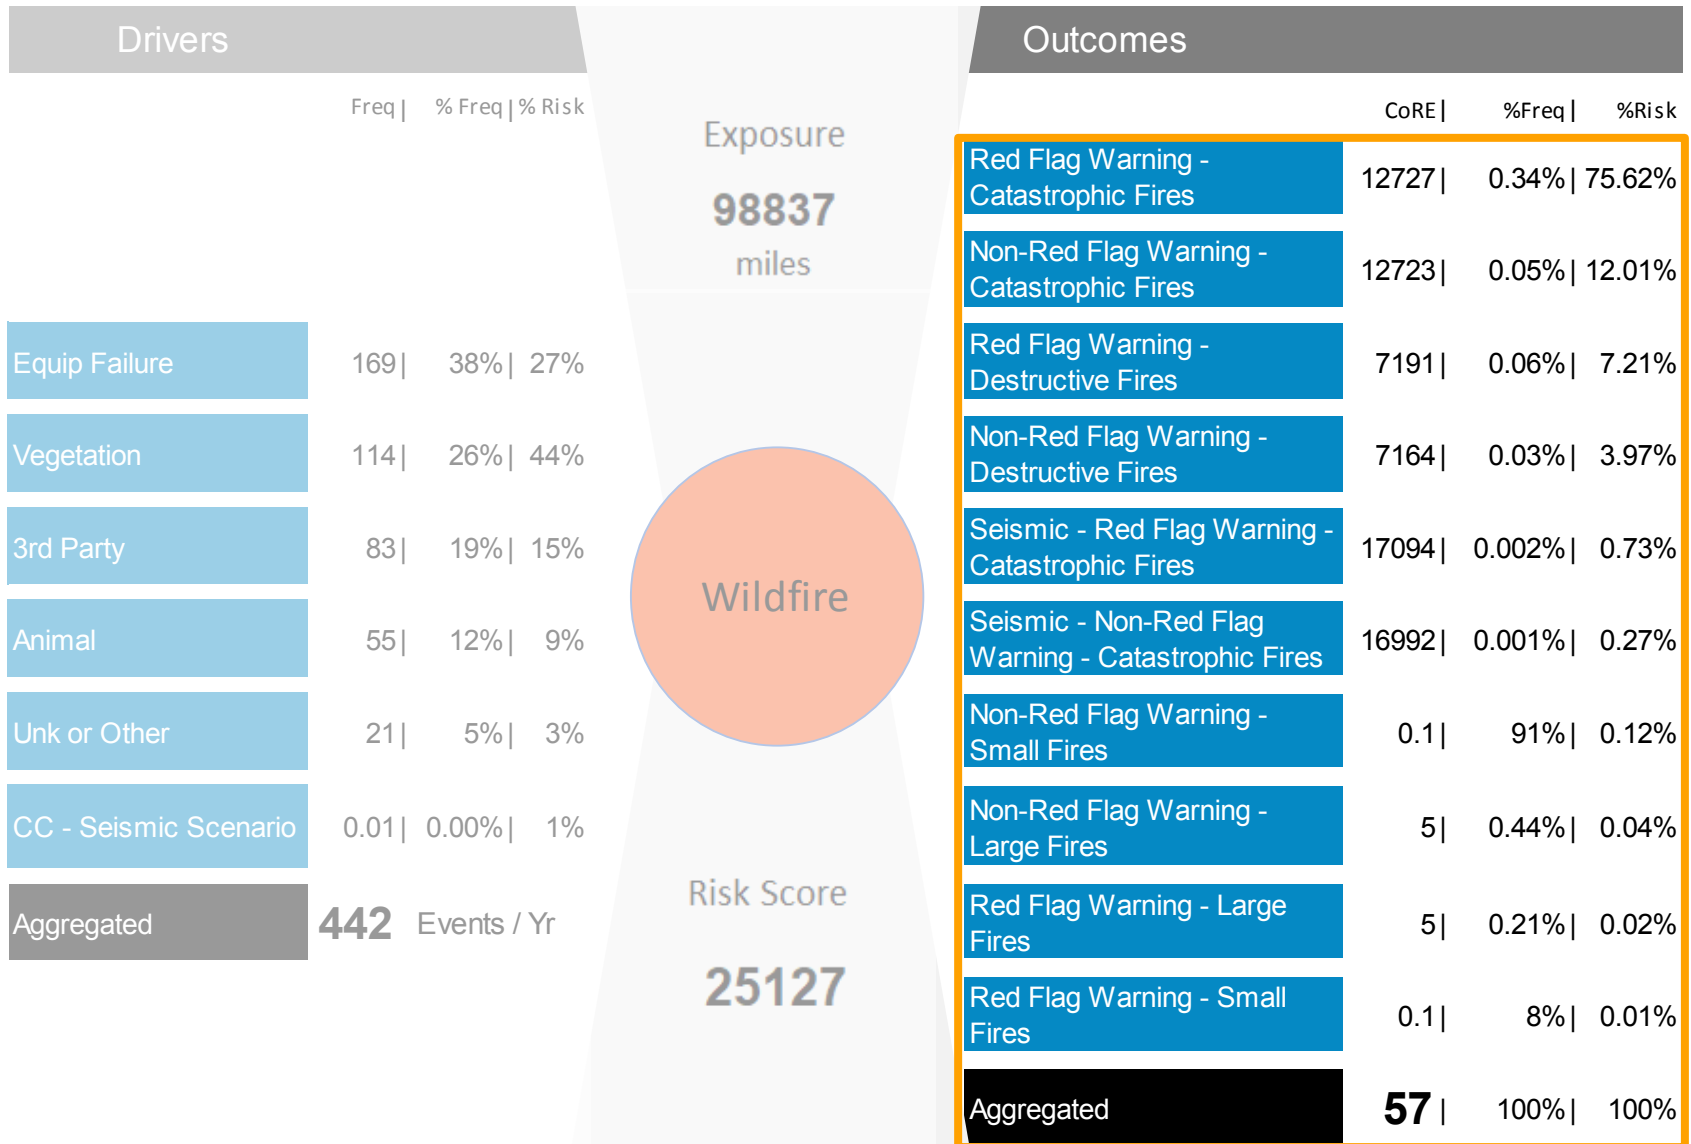 Drivers
Freq| % Freq| % Risk
Equip Failure 169| 38%| 27%
Vegetation 114| 26%| 44%
3rd Party 83| 19%| 15%
Animal 55| 12%| 9%
Unk or Other 21| 5%| 3%
CC - Seismic Scenario 0.01| 0.00%| 1%
Aggregated 442 Events / Yr
Exposure
98837
miles
Wildfire
Risk Score
25127
Outcomes
CoRE| %Freq| %Risk
Red Flag Warning -
Catastrophic Fires 12727| 0.34%| 75.62%
Non-Red Flag Warning -
Catastrophic Fires 12723| 0.05%| 12.01%
Red Flag Warning -
Destructive Fires 7191| 0.06%| 7.21%
Non-Red Flag Warning -
Destructive Fires 7164| 0.03%| 3.97%
Seismic - Red Flag Warning -
Catastrophic Fires 17094| 0.002%| 0.73%
Seismic - Non-Red Flag
Warning - Catastrophic Fires 16992| 0.001%| 0.27%
Non-Red Flag Warning -
Small Fires 0.1| 91%| 0.12%
Non-Red Flag Warning -
Large Fires 5| 0.44%| 0.04%
Red Flag Warning - Large
Fires 5| 0.21%| 0.02%
Red Flag Warning - Small
Fires 0.1| 8%| 0.01%
Aggregated 57| 100%| 100%